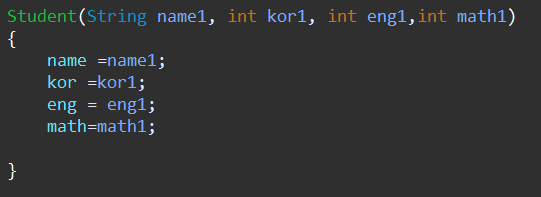 Student(String name1, int kor1, int eng1,int math1)
{
name =name1;
kor =kor1;
eng = eng1;
math=math1;
}